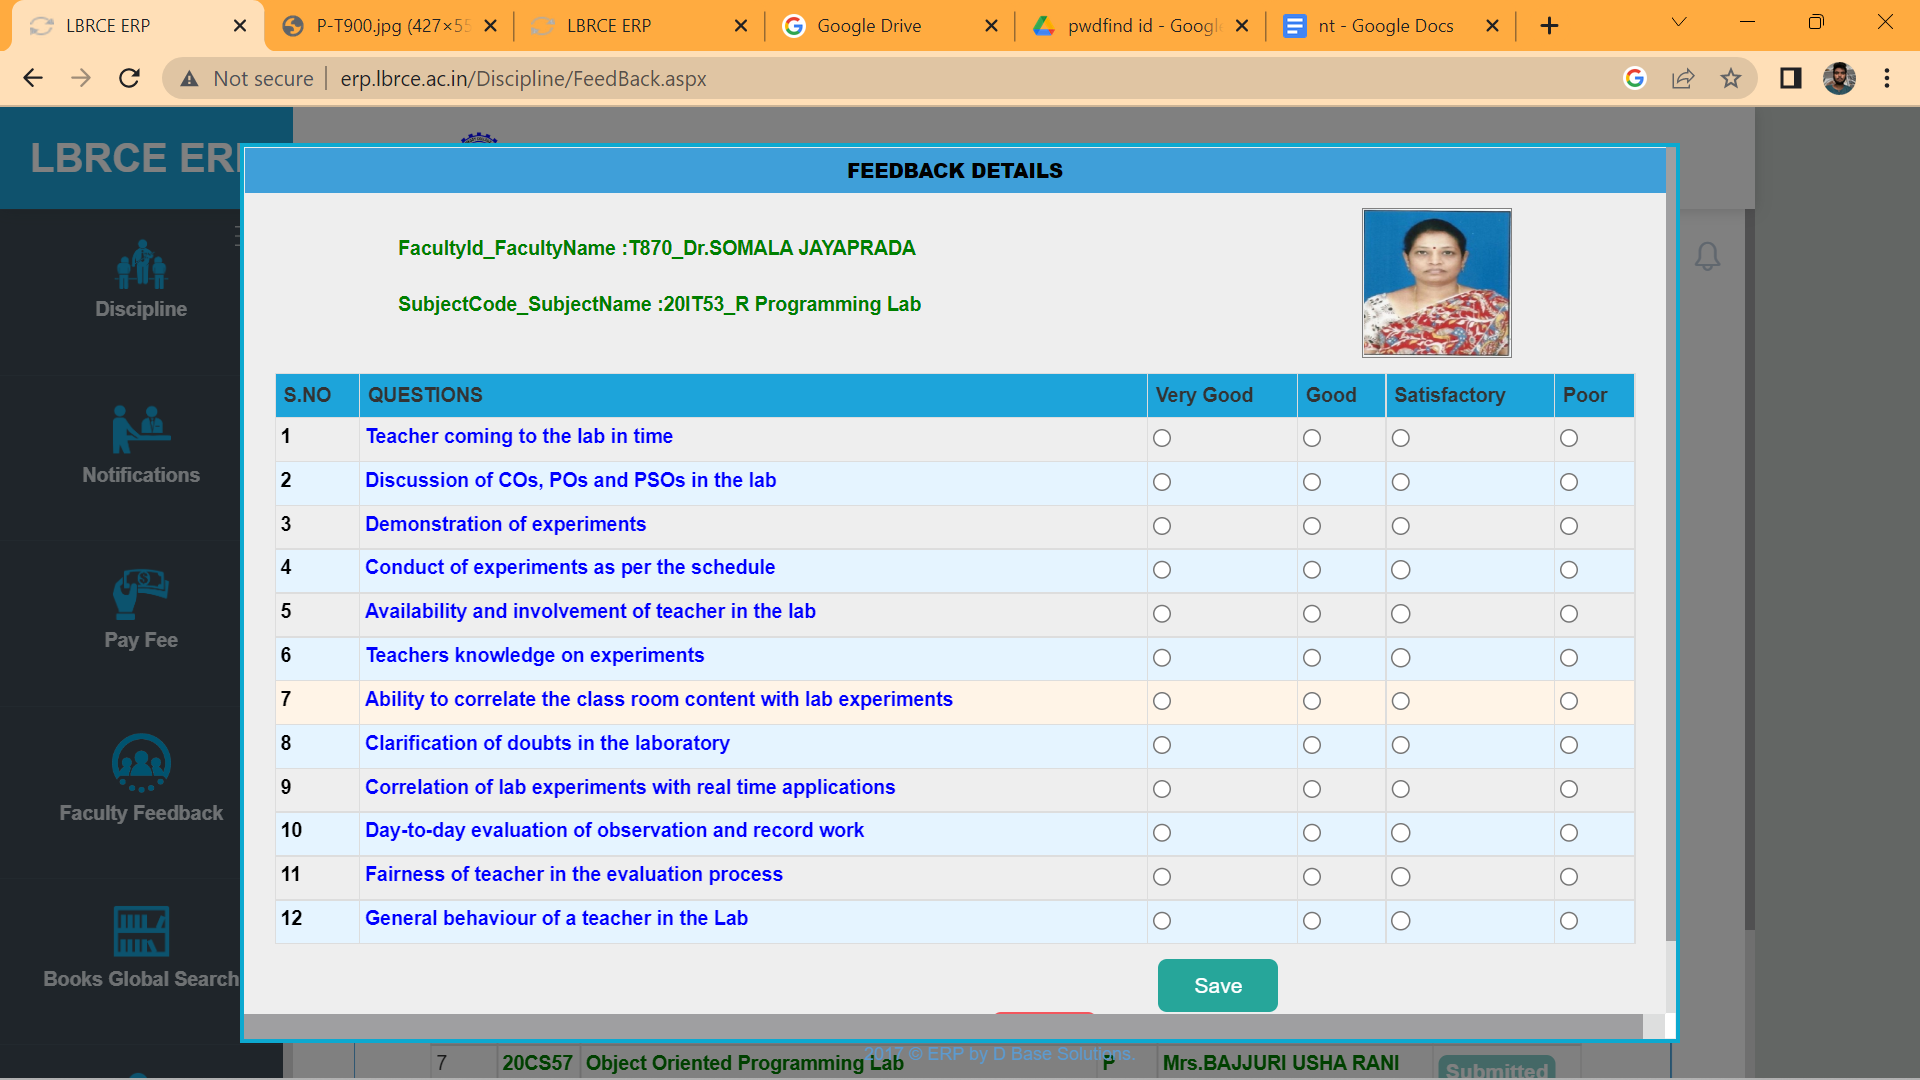 LBRCE ERP
P-T900.jpg (427×55
LBRCE ERP
Google Drive
pwdfind id - Googl
nt - Google Docs
Not secure
erp.lbrce.ac.in/Discipline/FeedBack.aspx
LBRCE ER
FEEDBACK DETAILS
FacultyId_FacultyName :T870_Dr.SOMALA JAYAPRADA
SubjectCode_SubjectName :20IT53_R Programming Lab
Discipline
Notifications
Pay Fee
Faculty Feedback
Books Global Search
S.NO QUESTIONS Very Good Good Satisfactory Poor
1 Teacher coming to the lab in time
2 Discussion of COs, POs and PSOs in the lab
3 Demonstration of experiments
4 Conduct of experiments as per the schedule
5 Availability and involvement of teacher in the lab
6 Teachers knowledge on experiments
7 Ability to correlate the class room content with lab experiments
8 Clarification of doubts in the laboratory
9 Correlation of lab experiments with real time applications
10 Day-to-day evaluation of observation and record work
11 Fairness of teacher in the evaluation process
12 General behaviour of a teacher in the Lab
Save
2017 © ERP by D Base Solutions.
7 20CS57 Object Oriented Programming Lab P Mrs.BAJJURI USHA RANI Submitted